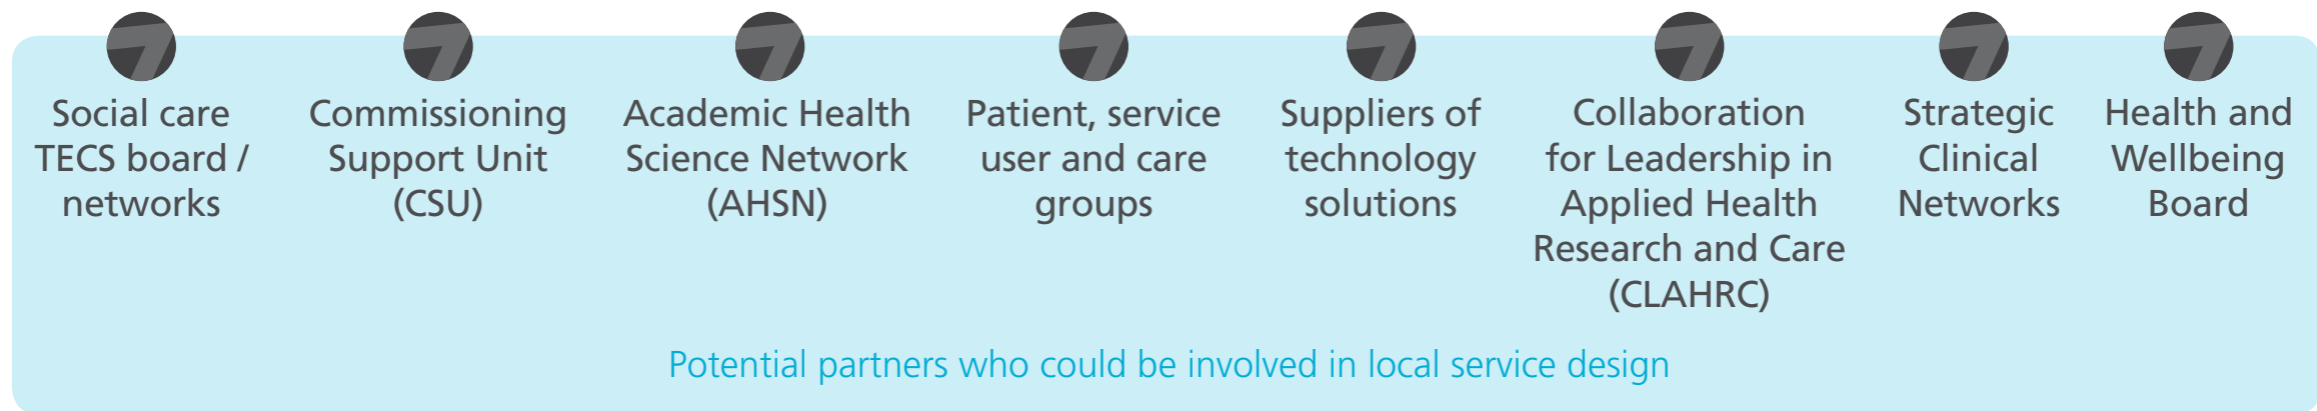 Social care
TECS board /
networks
Commissioning
Support Unit
(CSU)
Academic Health
Science Network
(AHSN)
Patient, service
user and care
groups
Suppliers of
technology
solutions
Collaboration
for Leadership in
Applied Health
Research and Care
(CLAHRC)
Strategic
Clinical
Networks
Health and
Wellbeing
Board
Potential partners who could be involved in local service design